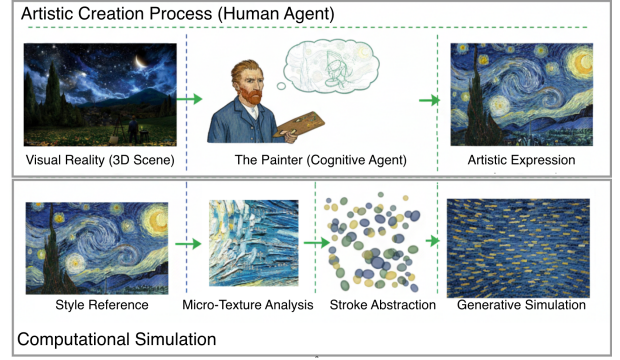 Artistic Creation Process (Human Agent)
Visual Reality (3D Scene)
The Painter (Cognitive Agent)
Artistic Expression
Style Reference
Micro-Texture Analysis
Stroke Abstraction
Generative Simulation
Computational Simulation